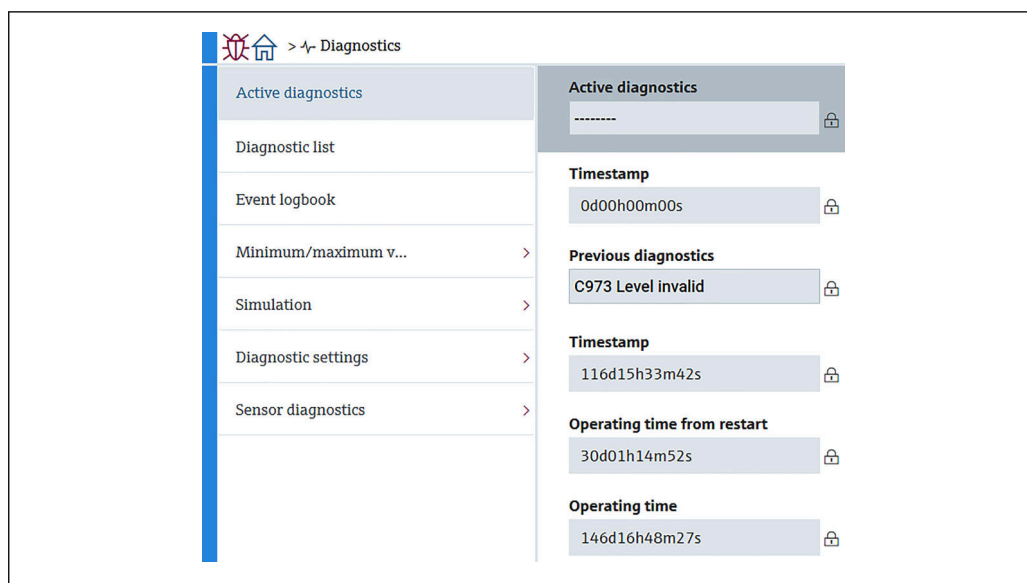 > Diagnostics
Active diagnostics
Diagnostic list
Event logbook
Minimum/maximum v...
Simulation
Diagnostic settings
Sensor diagnostics
Active diagnostics
--------
Timestamp
0d00h00m00s
Previous diagnostics
C973 Level invalid
Timestamp
116d15h33m42s
Operating time from restart
30d01h14m52s
Operating time
146d16h48m27s